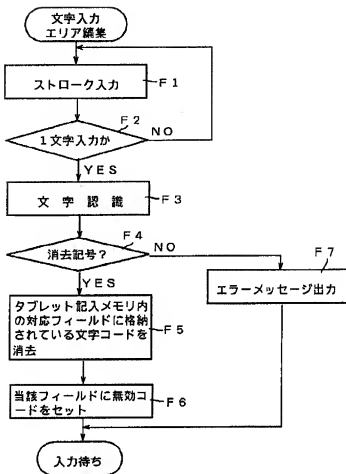 文字入力
エリア編集
ストローク入力
F1
F2
1文字入力か
NO
YES
文字認識
F3
F4
消去記号?
NO
YES
F7
エラーメッセージ出力
タブレット記入メモリ内
の対応フィールドに格納
されている文字コードを
消去
F5
当該フィールドに無効コ
ードをセット
F6
入力待ち